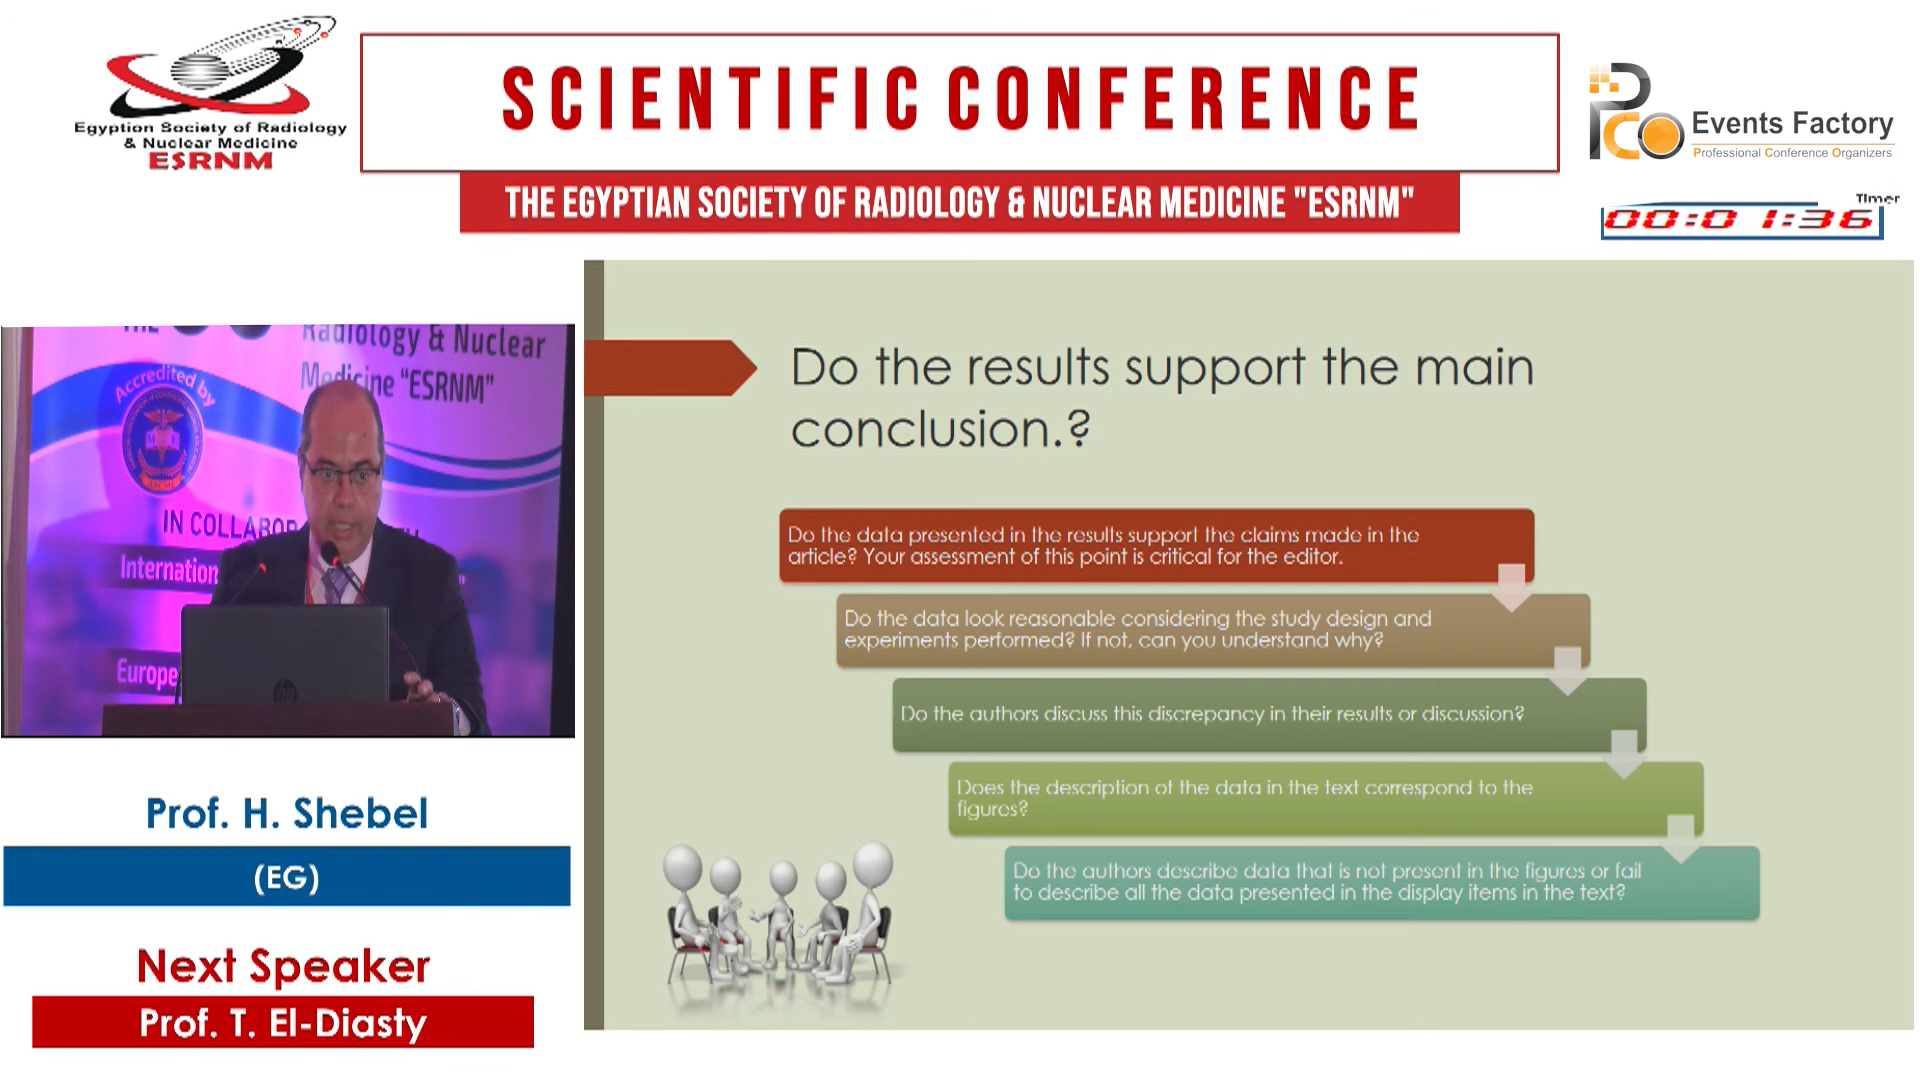 SCIENTIFIC CONFERENCE
THE EGYPTIAN SOCIETY OF RADIOLOGY & NUCLEAR MEDICINE "ESRNM"
Egyptian Society of Radiology
& Nuclear Medicine
ESRNM
PCO
Events Factory
Professional Conference Organizers
Timer
00:01:36
Radiology & Nuclear
Medicine "ESRNM"
Accredited by
IN COLLABOR
Internation
Europe
hp
Do the results support the main
conclusion.?
Do the data presented in the results support the claims made in the
article? Your assessment of this point is critical for the editor.
Do the data look reasonable considering the study design and
experiments performed? If not, can you understand why?
Do the authors discuss this discrepancy in their results or discussion?
Does the description of the data in the text correspond to the
figures?
Do the authors describe data that is not present in the figures or fail
to describe all the data presented in the display items in the text?
Prof. H. Shebel
(EG)
Next Speaker
Prof. T. El-Diasty